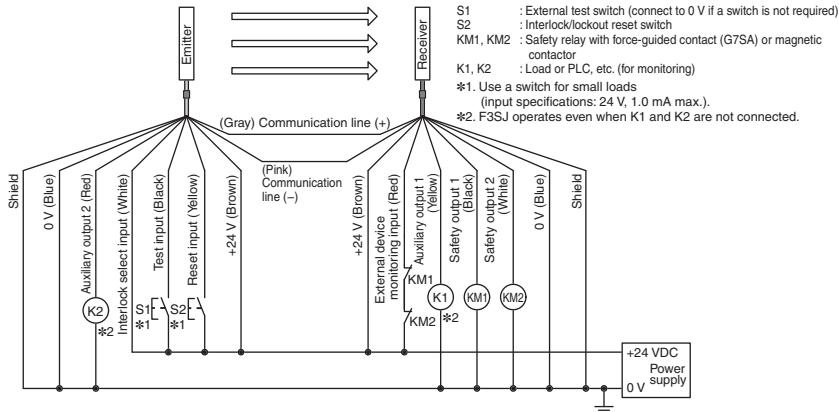 S1 : External test switch (connect to 0 V if a switch is not required)
S2 : Interlock/lockout reset switch
KM1, KM2 : Safety relay with force-guided contact (G7SA) or magnetic
contactor
K1, K2 : Load or PLC, etc. (for monitoring)
*1. Use a switch for small loads
(input specifications: 24 V, 1.0 mA max.).
*2. F3SJ operates even when K1 and K2 are not connected.
Emitter
Receiver
(Gray) Communication line (+)
(Pink)
Communication
line (−)
Shield
0 V (Blue)
Auxiliary output 2 (Red)
Interlock select input (White)
Test input (Black)
Reset input (Yellow)
+24 V (Brown)
+24 V (Brown)
External device
monitoring input (Red)
Auxiliary output 1
(Yellow)
Safety output 1
(Black)
Safety output 2
(White)
0 V (Blue)
Shield
K2
*2
S1
*1
S2
*1
KM1
KM2
K1
*2
KM1
KM2
+24 VDC
Power
supply
0 V